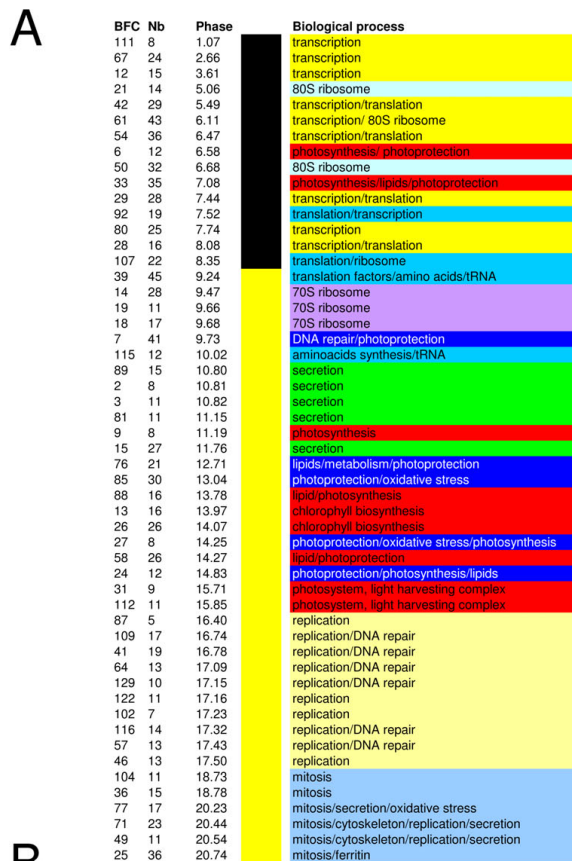 A
BFC Nb Phase Biological process
111 8 1.07 transcription
67 24 2.66 transcription
12 15 3.61 transcription
21 14 5.06 80S ribosome
42 29 5.49 transcription/translation
61 43 6.11 transcription/ 80S ribosome
54 36 6.47 transcription/translation
6 12 6.58 photosynthesis/ photoprotection
50 32 6.68 80S ribosome
33 35 7.08 photosynthesis/lipids/photoprotection
29 28 7.44 transcription/translation
92 19 7.52 translation/transcription
80 25 7.74 transcription
28 16 8.08 transcription/translation
107 22 8.35 translation/ribosome
39 45 9.24 translation factors/amino acids/tRNA
14 28 9.47 70S ribosome
19 11 9.66 70S ribosome
18 17 9.68 70S ribosome
7 41 9.73 DNA repair/photoprotection
115 12 10.02 aminoacids synthesis/tRNA
89 15 10.80 secretion
2 8 10.81 secretion
3 11 10.82 secretion
81 11 11.15 secretion
9 8 11.19 photosynthesis
15 27 11.76 secretion
76 21 12.71 lipids/metabolism/photoprotection
85 30 13.04 photoprotection/oxidative stress
88 16 13.78 lipid/photosynthesis
13 16 13.97 chlorophyll biosynthesis
26 26 14.07 chlorophyll biosynthesis
27 8 14.25 photoprotection/oxidative stress/photosynthesis
58 26 14.27 lipid/photoprotection
24 12 14.83 photoprotection/photosynthesis/lipids
31 9 15.71 photosystem, light harvesting complex
112 11 15.85 photosystem, light harvesting complex
87 5 16.40 replication
109 17 16.74 replication/DNA repair
41 19 16.78 replication/DNA repair
64 13 17.09 replication/DNA repair
129 10 17.15 replication/DNA repair
122 11 17.16 replication
102 7 17.23 replication
116 14 17.32 replication/DNA repair
57 13 17.43 replication/DNA repair
46 13 17.50 replication
104 11 18.73 mitosis
36 15 18.78 mitosis
77 17 20.23 mitosis/secretion/oxidative stress
71 23 20.44 mitosis/cytoskeleton/replication/secretion
49 11 20.54 mitosis/cytoskeleton/replication/secretion
25 36 20.74 mitosis/ferritin
B